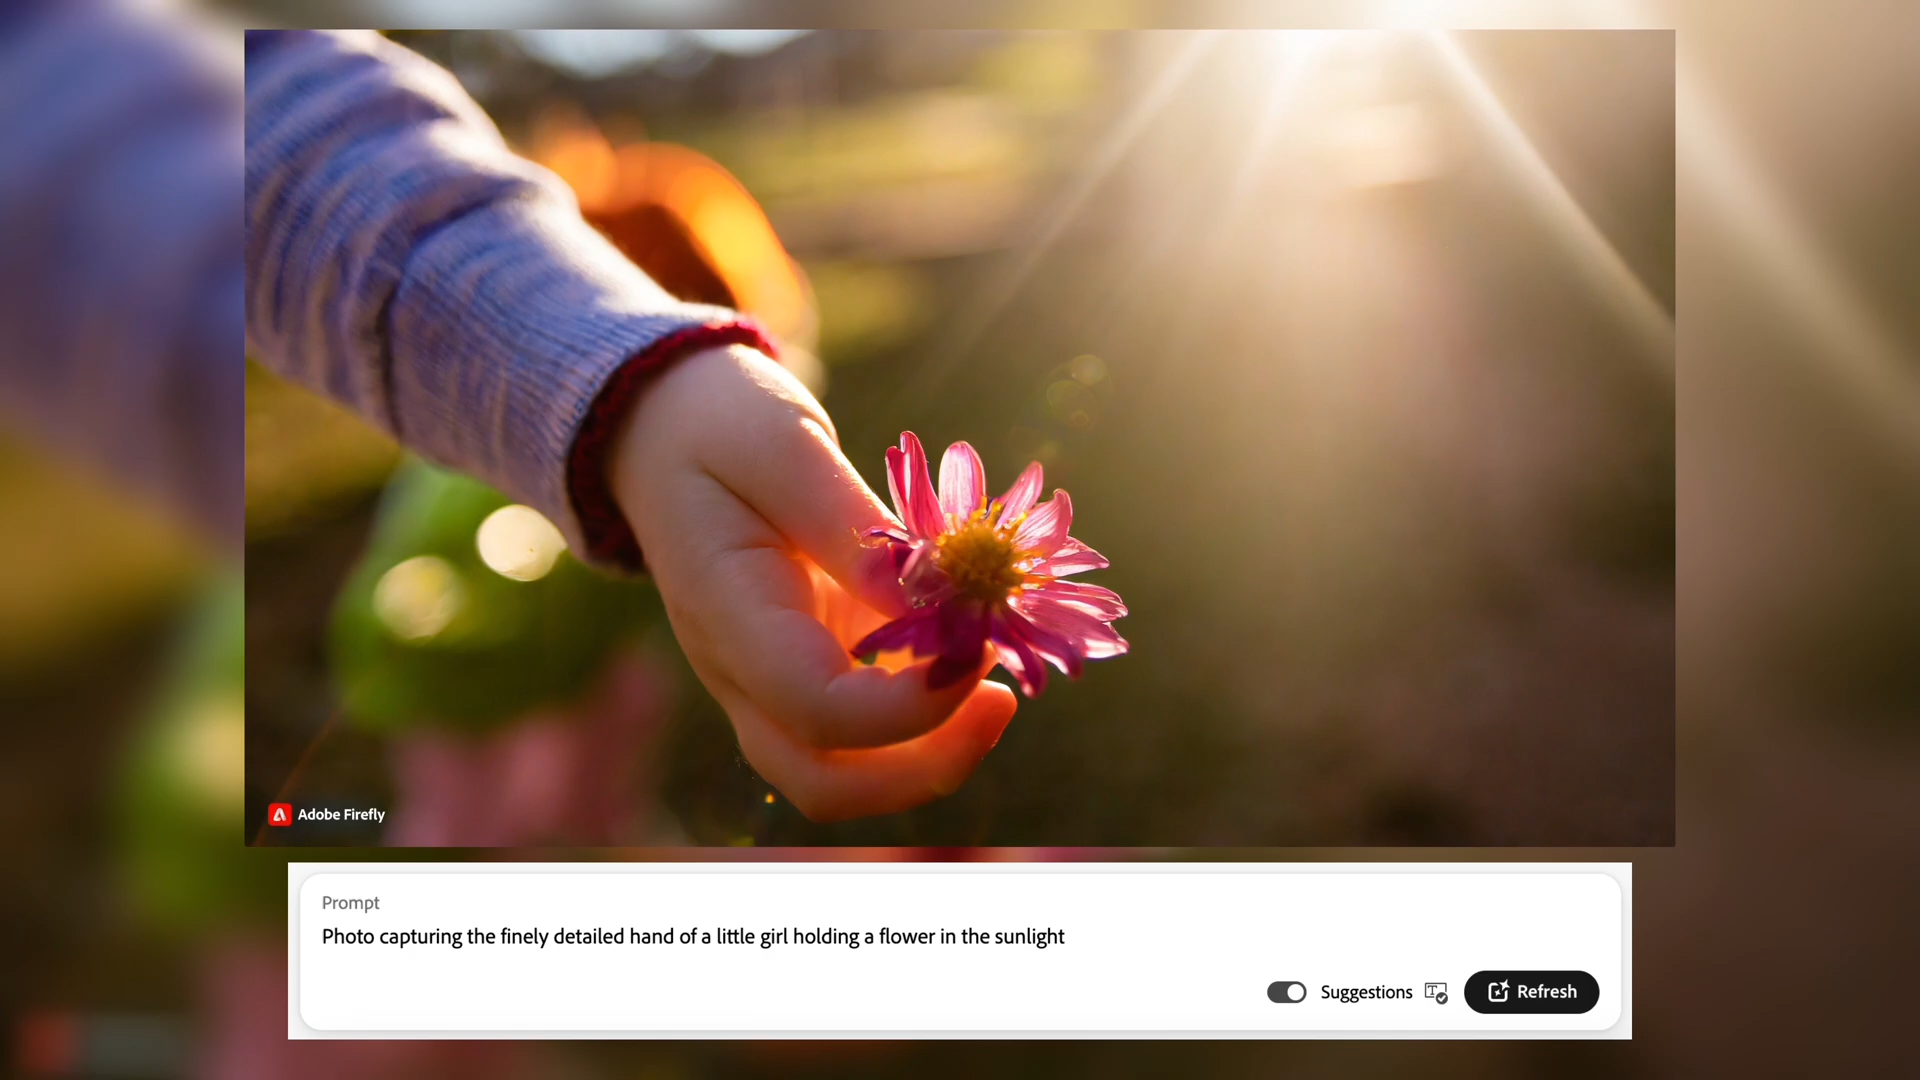 Adobe Firefly
Prompt
Photo capturing the finely detailed hand of a little girl holding a flower in the sunlight
Suggestions
Refresh